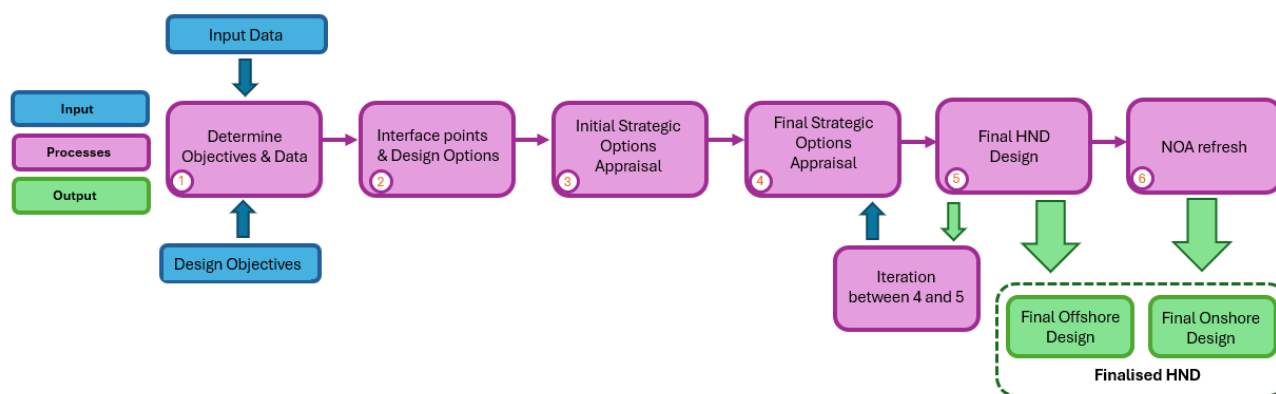 Input Data
Input
Processes
Output
Determine
Objectives & Data
1
Interface points
& Design Options
2
Initial Strategic
Options
Appraisal
3
Final Strategic
Options
Appraisal
4
Final HND
Design
5
NOA refresh
6
Design Objectives
Iteration
between 4 and 5
Final Offshore
Design
Final Onshore
Design
Finalised HND